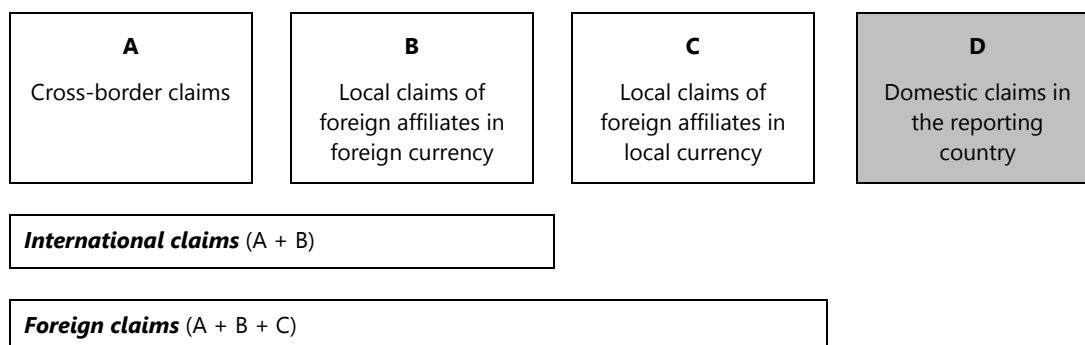 A
Cross-border claims
B
Local claims of
foreign affiliates in
foreign currency
C
Local claims of
foreign affiliates in
local currency
D
Domestic claims in
the reporting
country
International claims (A + B)
Foreign claims (A + B + C)